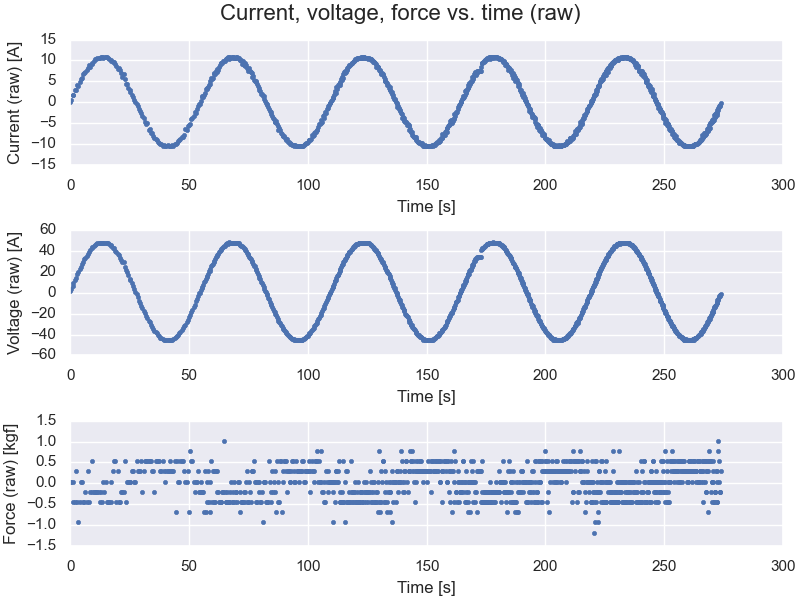 Current, voltage, force vs. time (raw)
Current (raw) [A]
15
10
5
0
−5
−10
−15
0 50 100 150 200 250 300
Time [s]
Voltage (raw) [A]
60
40
20
0
−20
−40
−60
0 50 100 150 200 250 300
Time [s]
Force (raw) [kgf]
1.5
1.0
0.5
0.0
−0.5
−1.0
−1.5
0 50 100 150 200 250 300
Time [s]